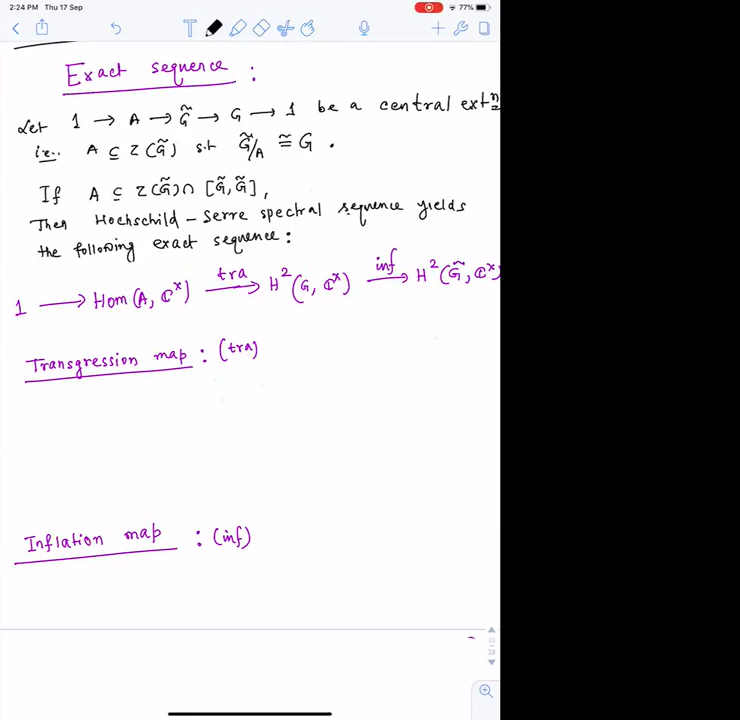 2:24 PM Thu 17 Sep 77%
Exact sequence :
Let 1 → A → G̃ → G → 1 be a central extⁿ
i.e.. A ⊆ Z(G̃) s.t G̃/A ≅ G .
If A ⊆ Z(G̃) ∩ [G̃, G̃],
Then Hochschild - Serre spectral sequence yields
the following exact sequence :
1 → Hom(A, ℂ^×) →^{tra} H²(G, ℂ^×) →^{inf} H²(G̃, ℂ^×)
Transgression map : (tra)
Inflation map : (inf)